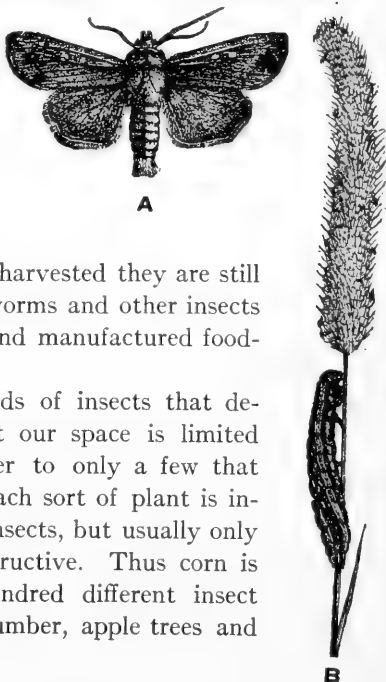 A
harvested they are still
vorms and other insects
nd manufactured food-
ds of insects that de-
t our space is limited
er to only a few that
ach sort of plant is in-
nsects, but usually only
ructive. Thus corn is
ndred different insect
umber, apple trees and
B